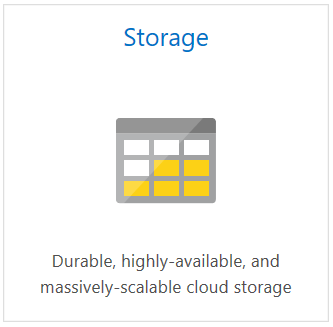 Storage
Durable, highly-available, and
massively-scalable cloud storage